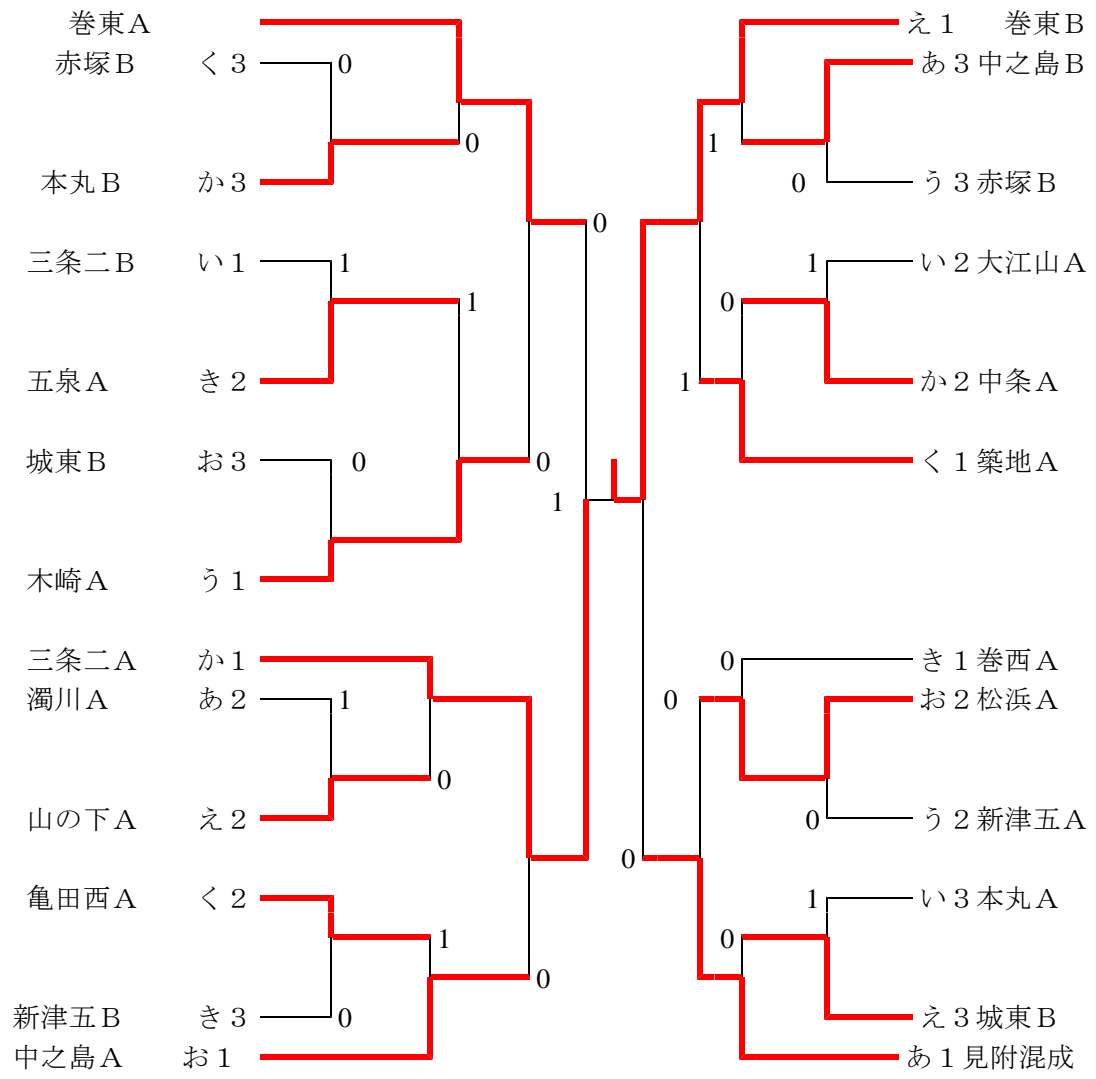 巻東A
え１ 巻東B
赤塚B く３ 0
あ３中之島B
0
1
本丸B か３
0 う３赤塚B
0
三条二B い１ 1
1 い２大江山A
1
0
五泉A き２
1 か２中条A
城東B お３ 0
0
く１築地A
1
木崎A う１
三条二A か１
0 き１巻西A
濁川A あ２ 1
0 お２松浜A
0
山の下A え２
0 う２新津五A
0
亀田西A く２
1 い３本丸A
1
0
0
新津五B き３ 0
え３城東B
中之島A お１
あ１見附混成